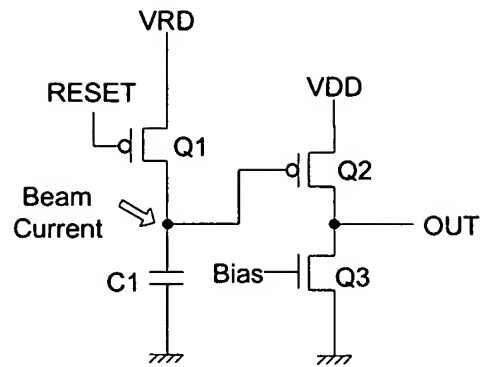 VRD
RESET
VDD
Q1
Q2
Beam
Current
OUT
C1
Bias
Q3